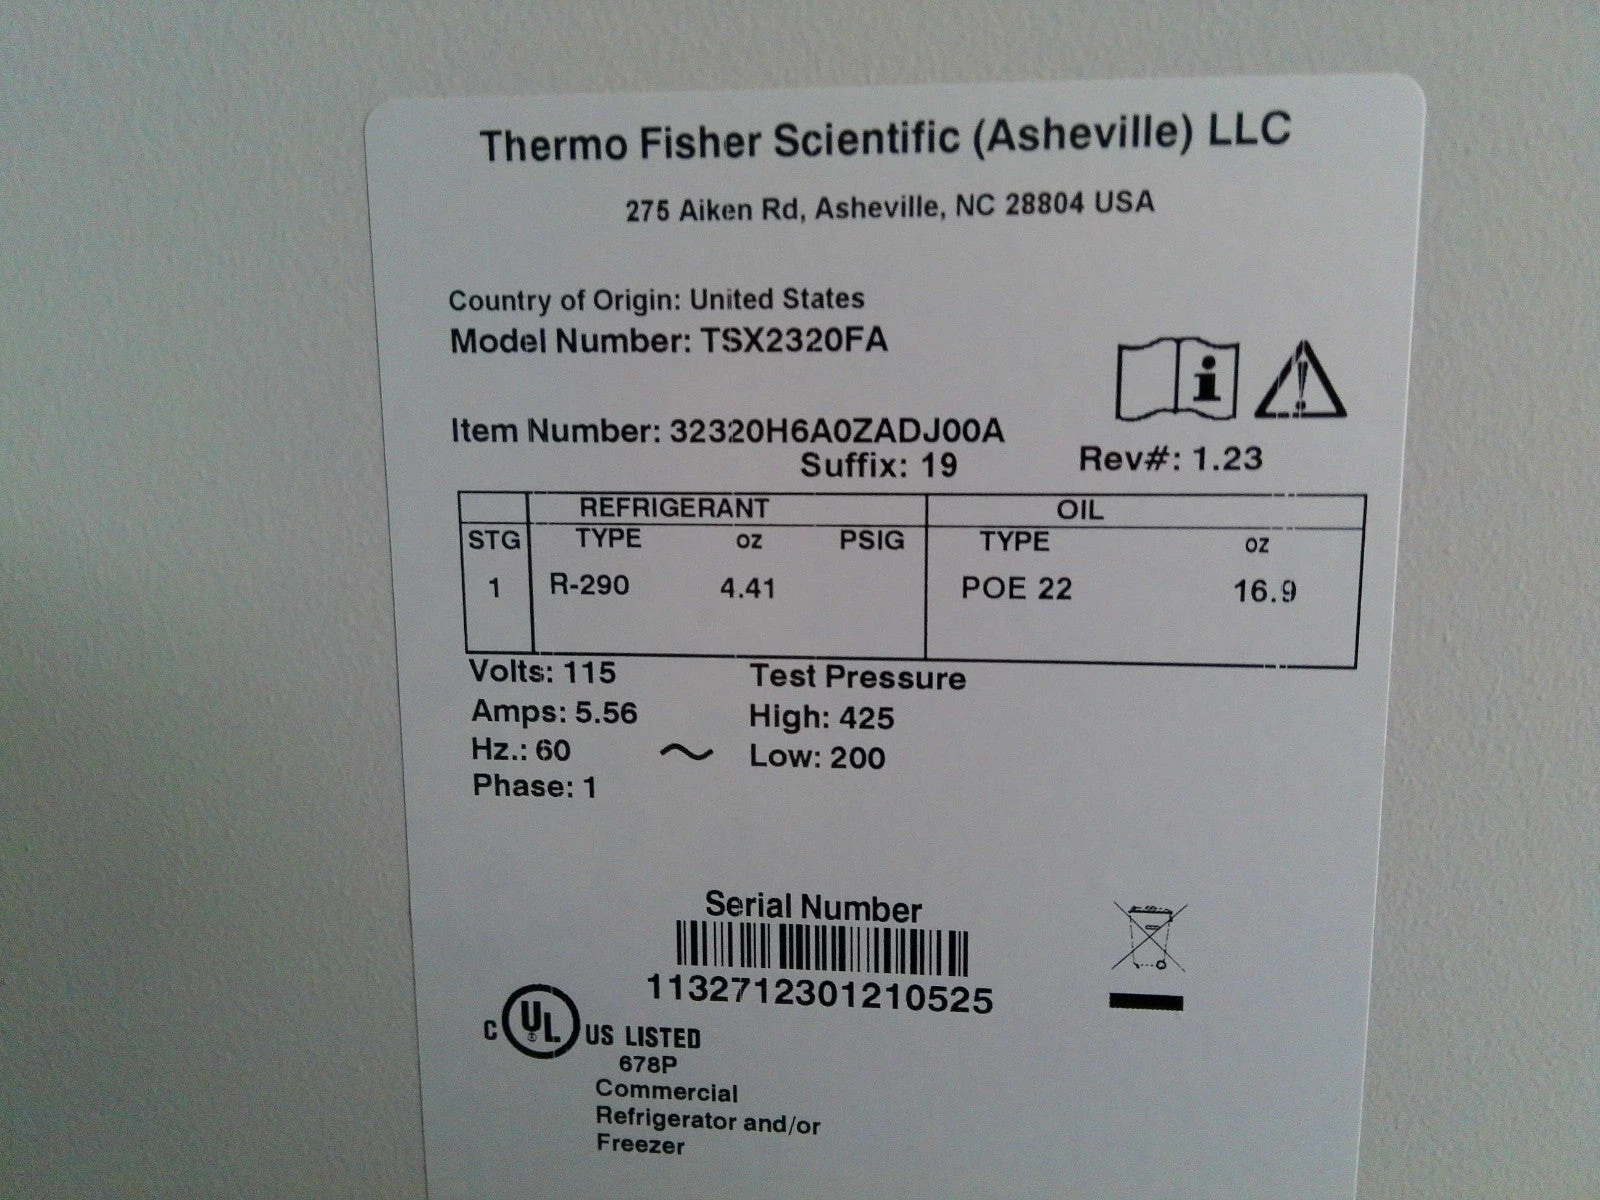 Thermo Fisher Scientific (Asheville) LLC
275 Aiken Rd, Asheville, NC 28804 USA
Country of Origin: United States
Model Number: TSX2320FA
Item Number: 32320H6A0ZADJ00A
Suffix: 19
Rev#: 1.23
REFRIGERANT OIL
STG TYPE oz PSIG TYPE oz
1 R-290 4.41 POE 22 16.9
Volts: 115 Test Pressure
Amps: 5.56 High: 425
Hz.: 60 ~ Low: 200
Phase: 1
Serial Number
1132712301210525
C UL US LISTED
678P
Commercial
Refrigerator and/or
Freezer